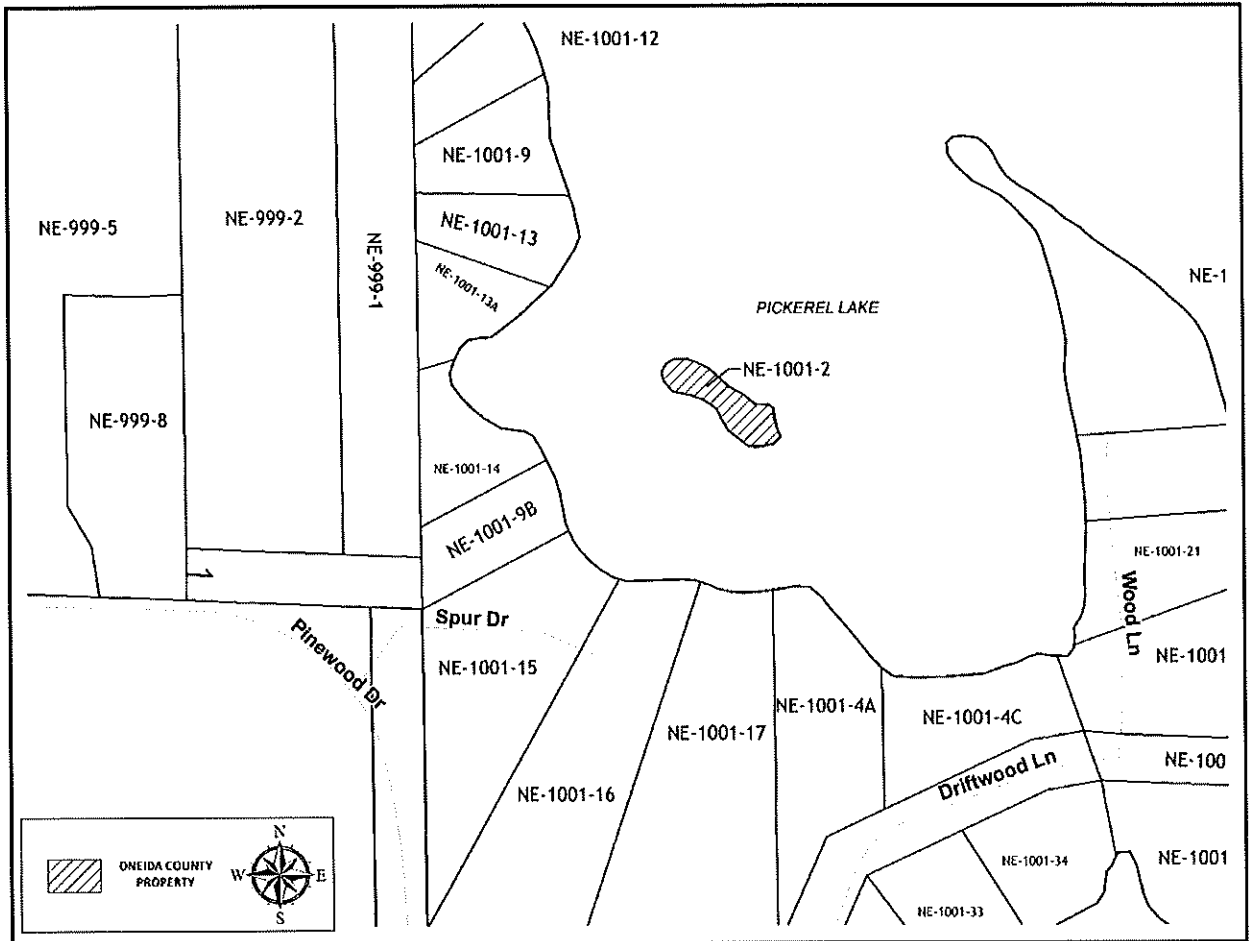 NE-1001-12
NE-1001-9
NE-999-5
NE-999-2
NE-999-1
NE-1001-13
NE-1001-13A
NE-1
PICKEREL LAKE
NE-1001-2
NE-999-8
NE-1001-14
NE-1001-9B
NE-1001-21
Wood Ln
1
Spur Dr
Pinewood Dr
NE-1001-15
NE-1001
NE-1001-4A
NE-1001-4C
NE-1001-17
NE-100
Driftwood Ln
NE-1001-16
NE-1001-34
NE-1001
NE-1001-33
ONEIDA COUNTY
PROPERTY
N
W
E
S